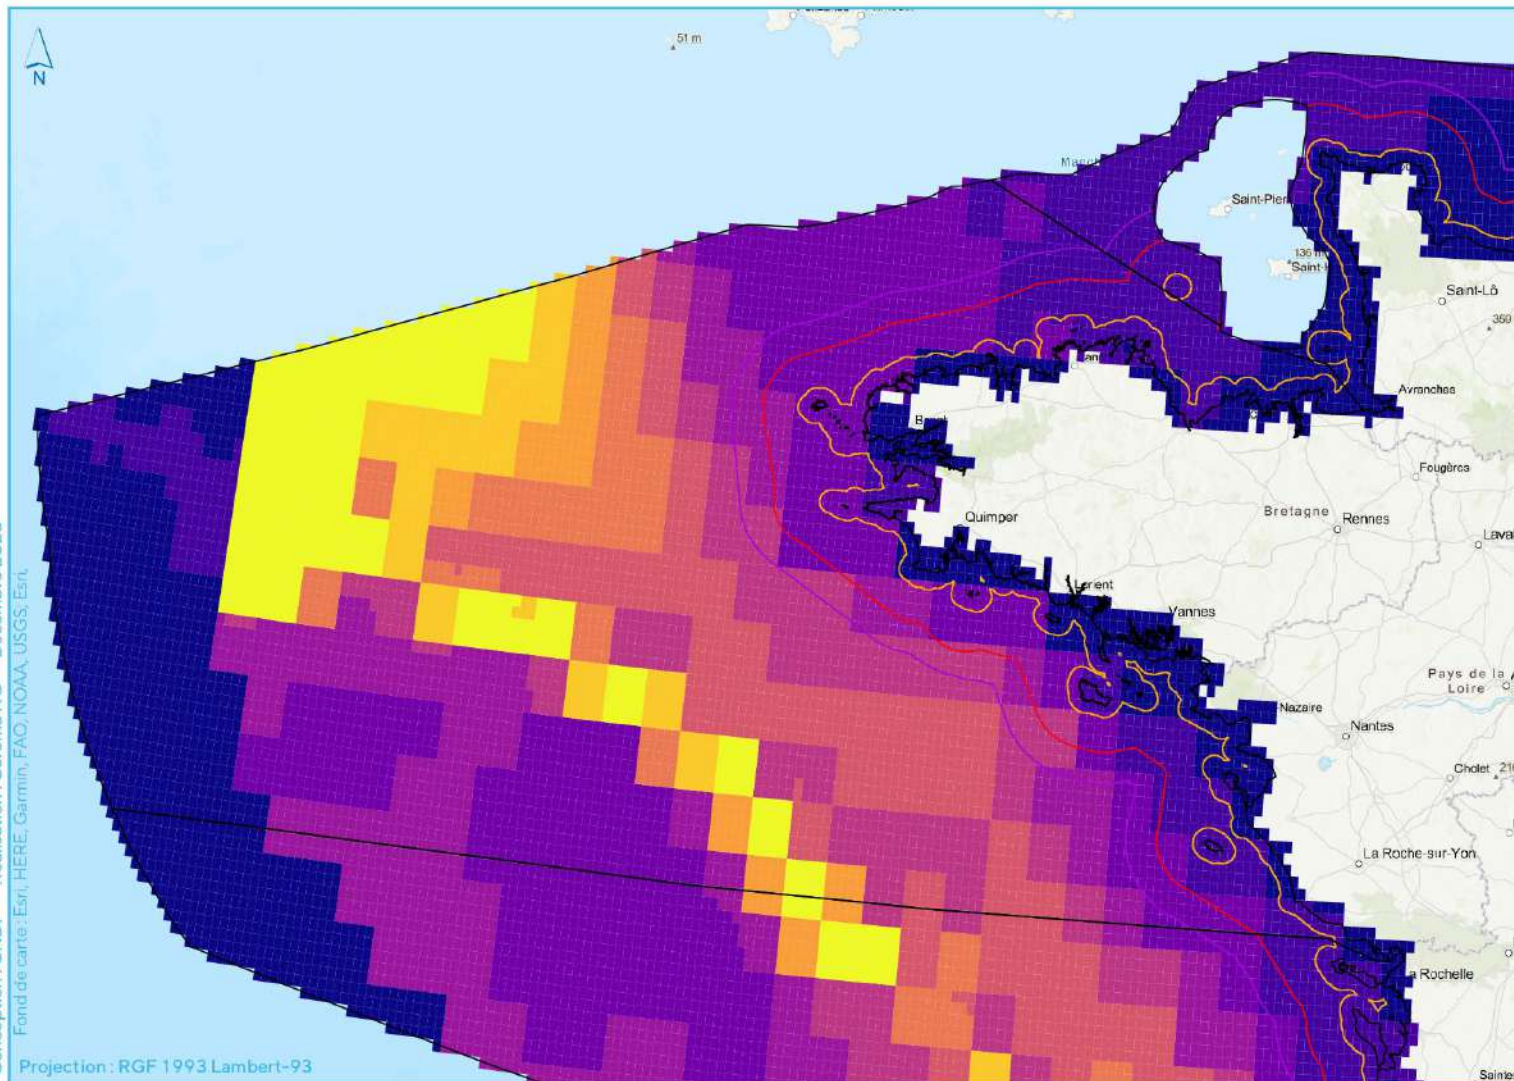 51 m
N
Saint-Pier
136 m
Saint-H
Saint-Lô
359
Avranches
Fougères
Bretagne
Rennes
Quimper
Lorient
Vannes
Pays de la
Loire
Nazaire
Nantes
Cholet
La Roche-sur-Yon
a Rochelle
Fond de carte : Esri, HERE, Garmin, FAO, NOAA, USGS, Esri,
Projection : RGF 1993 Lambert-93